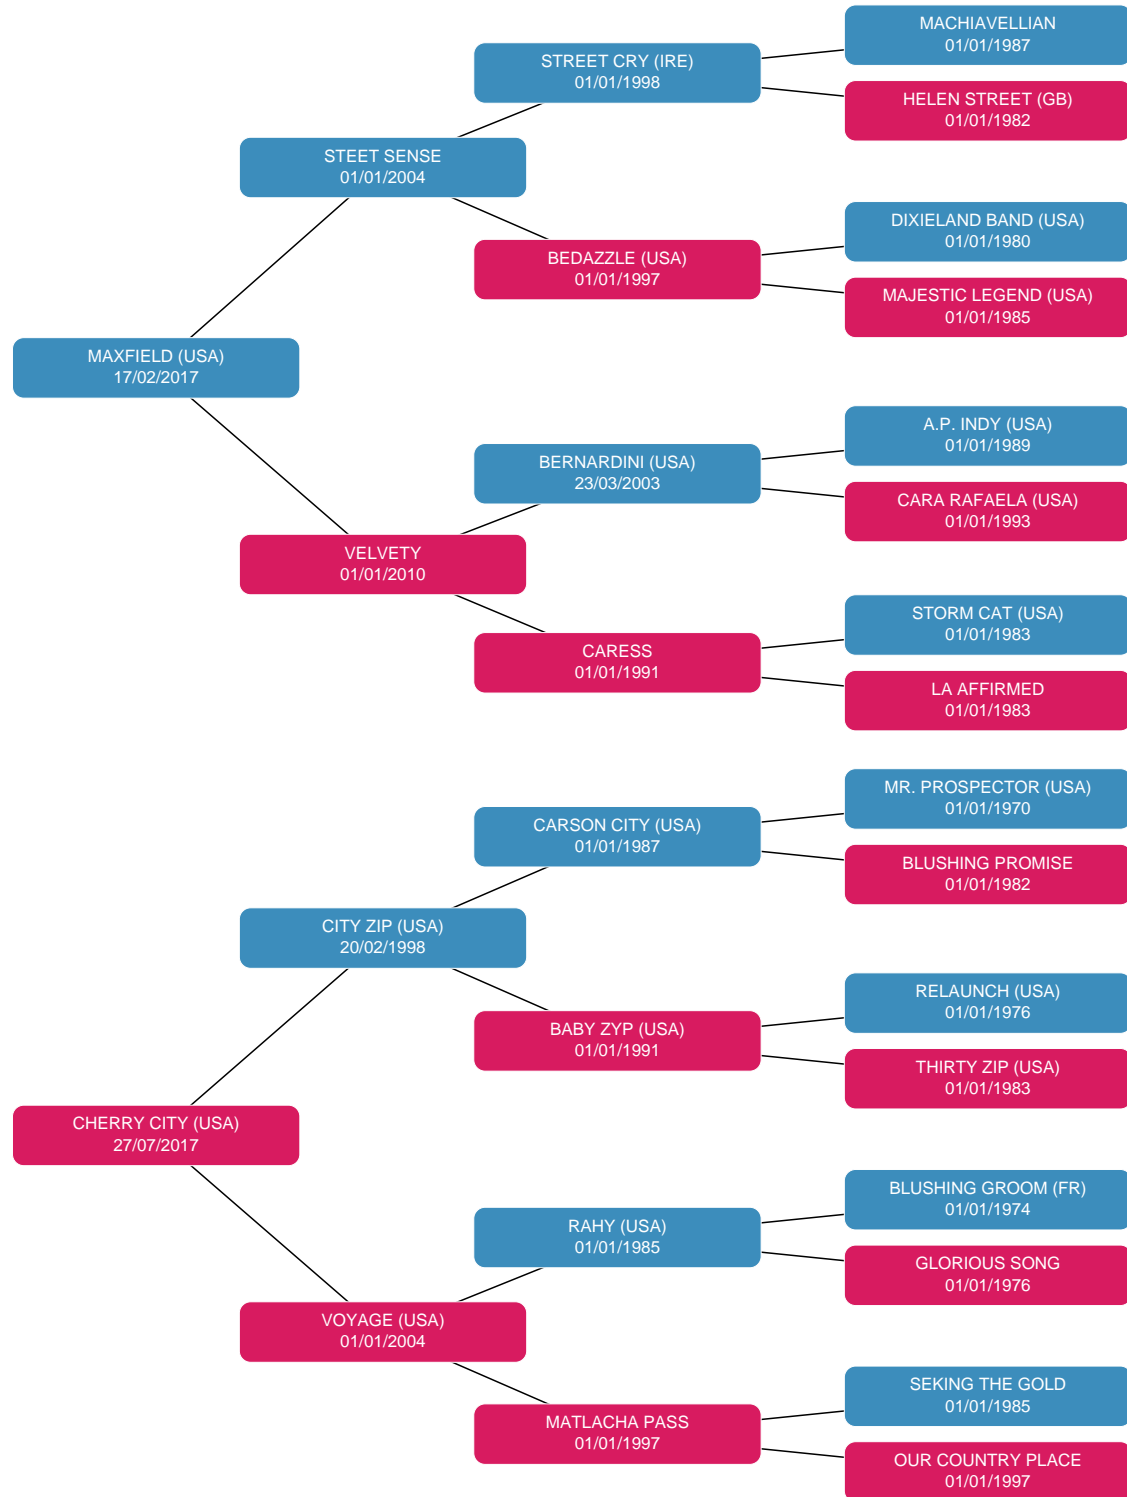 MACHIAVELLIAN
01/01/1987
STREET CRY (IRE)
01/01/1998
HELEN STREET (GB)
01/01/1982
STEET SENSE
01/01/2004
DIXIELAND BAND (USA)
01/01/1980
BEDAZZLE (USA)
01/01/1997
MAJESTIC LEGEND (USA)
01/01/1985
MAXFIELD (USA)
17/02/2017
A.P. INDY (USA)
01/01/1989
BERNARDINI (USA)
23/03/2003
CARA RAFAELA (USA)
01/01/1993
VELVETY
01/01/2010
STORM CAT (USA)
01/01/1983
CARESS
01/01/1991
LA AFFIRMED
01/01/1983
MR. PROSPECTOR (USA)
01/01/1970
CARSON CITY (USA)
01/01/1987
BLUSHING PROMISE
01/01/1982
CITY ZIP (USA)
20/02/1998
RELAUNCH (USA)
01/01/1976
BABY ZYP (USA)
01/01/1991
THIRTY ZIP (USA)
01/01/1983
CHERRY CITY (USA)
27/07/2017
BLUSHING GROOM (FR)
01/01/1974
RAHY (USA)
01/01/1985
GLORIOUS SONG
01/01/1976
VOYAGE (USA)
01/01/2004
SEKING THE GOLD
01/01/1985
MATLACHA PASS
01/01/1997
OUR COUNTRY PLACE
01/01/1997